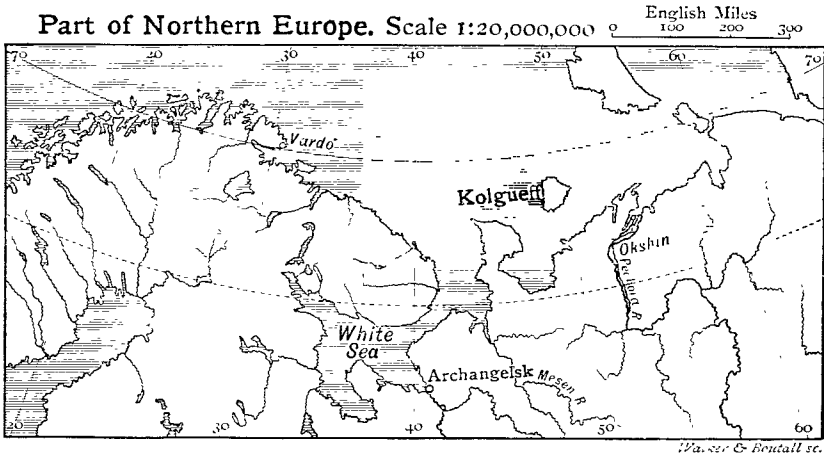 Part of Northern Europe. Scale 1:20,000,000
English Miles
0 100 200 300
70 20 30 40 50 60 70
Vardö
Kolgueff
Okshin
Petchora R.
White
Sea
Archangelsk
Mesen R.
20 30 40 50 60
Walker & Boutall sc.